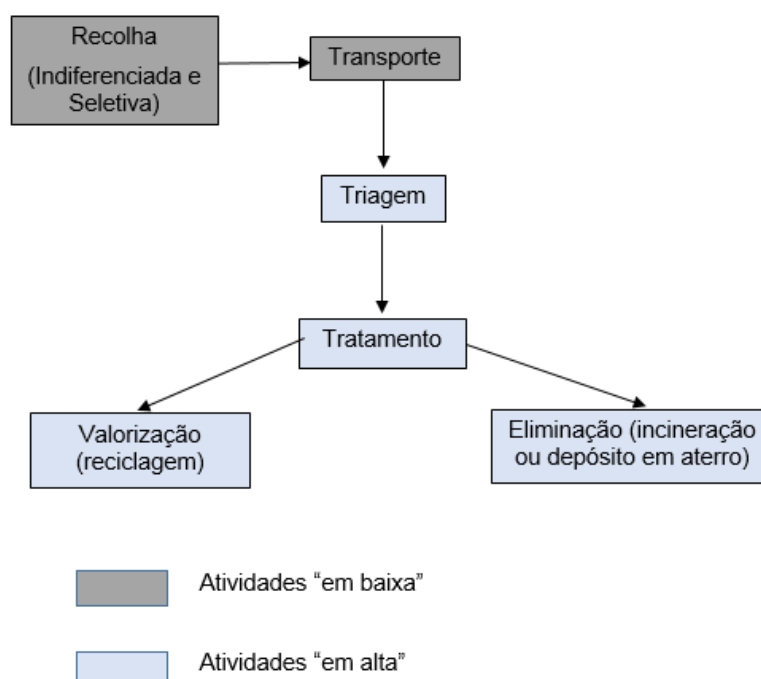 Recolha
(Indiferenciada e
Seletiva)
Transporte
Triagem
Tratamento
Valorização
(reciclagem)
Eliminação (incineração
ou depósito em aterro)
Atividades “em baixa”
Atividades “em alta”